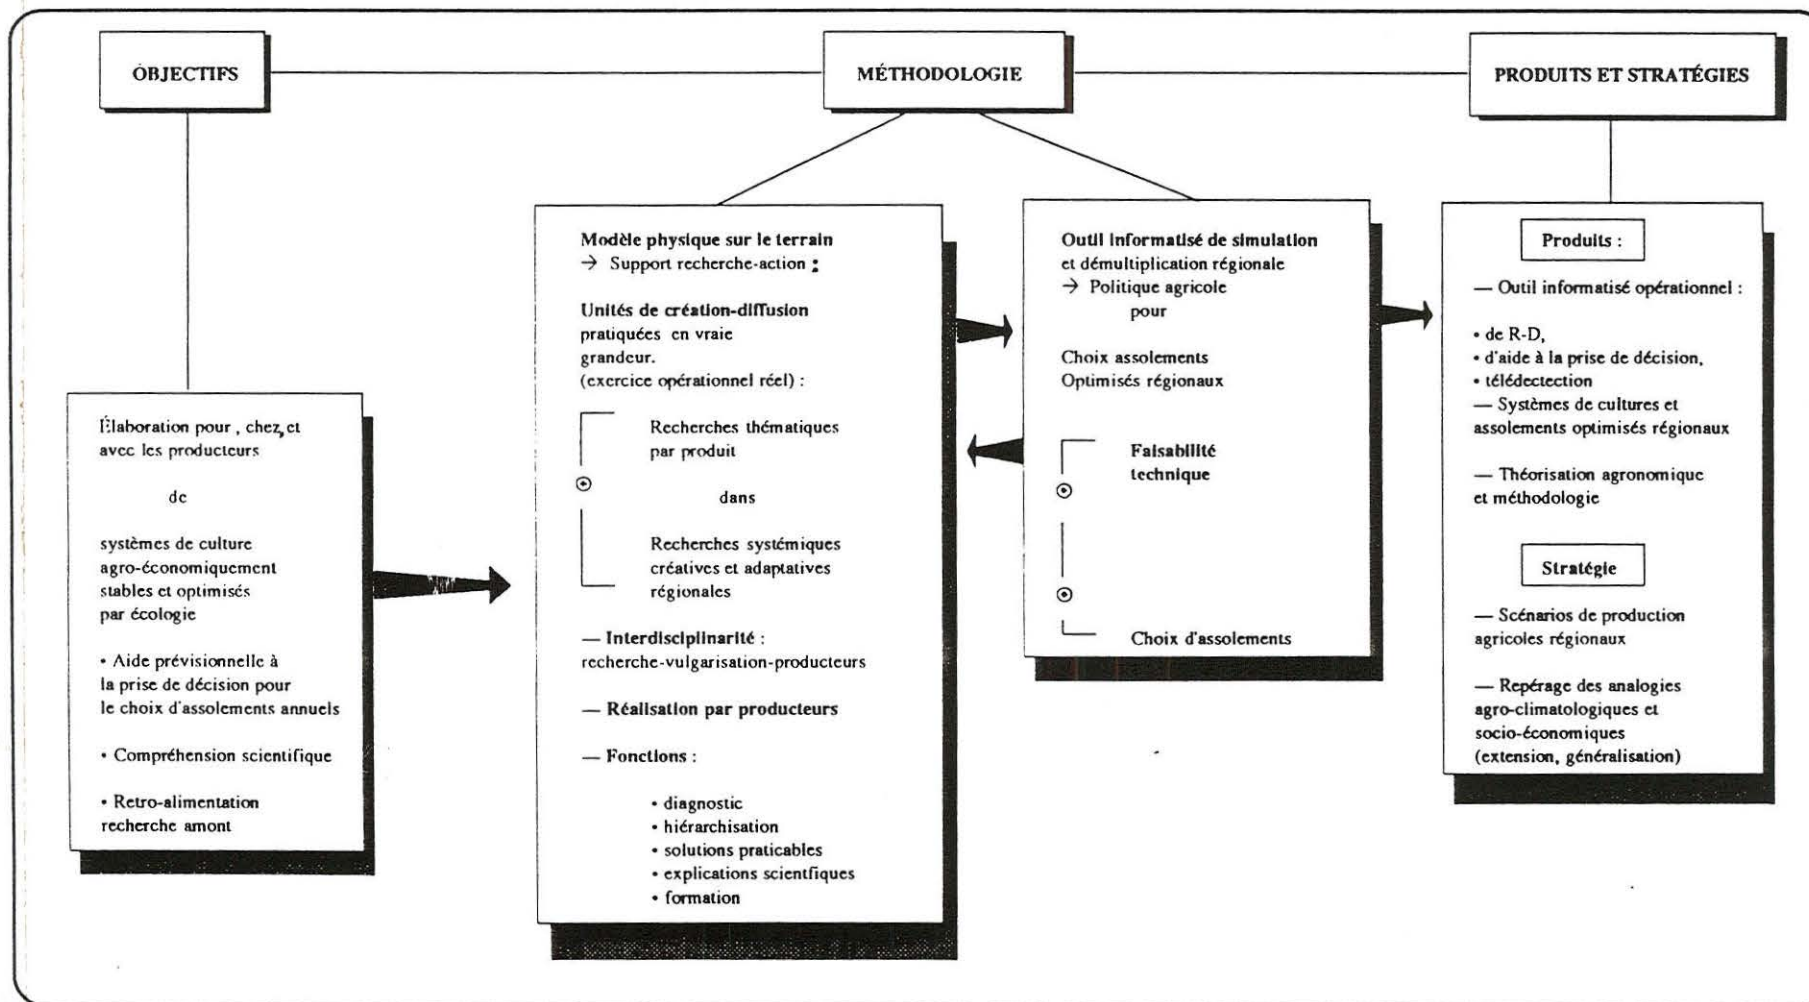 OBJECTIFS
MÉTHODOLOGIE
PRODUITS ET STRATÉGIES
Élaboration pour , chez, et
avec les producteurs
de
systèmes de culture
agro-économiquement
stables et optimisés
par écologie
• Aide prévisionnelle à
la prise de décision pour
le choix d'assolements annuels
• Compréhension scientifique
• Retro-alimentation
recherche amont
Modèle physique sur le terrain
→ Support recherche-action :
Unités de création-diffusion
pratiquées en vraie
grandeur.
(exercice opérationnel réel) :
Recherches thématiques
par produit
dans
Recherches systémiques
créatives et adaptatives
régionales
— Interdisciplinarité :
recherche-vulgarisation-producteurs
— Réalisation par producteurs
— Fonctions :
• diagnostic
• hiérarchisation
• solutions praticables
• explications scientfiques
• formation
Outil informatisé de simulation
et démultiplication régionale
→ Politique agricole
pour
Choix assolements
Optimisés régionaux
Faisabilité
technique
Choix d'assolements
Produits :
— Outil informatisé opérationnel :
• de R-D,
• d'aide à la prise de décision,
• télédectection
— Systèmes de cultures et
assolements optimisés régionaux
— Théorisation agronomique
et méthodologie
Stratégie
— Scénarios de production
agricoles régionaux
— Repérage des analogies
agro-climatologiques et
socio-économiques
(extension, généralisation)